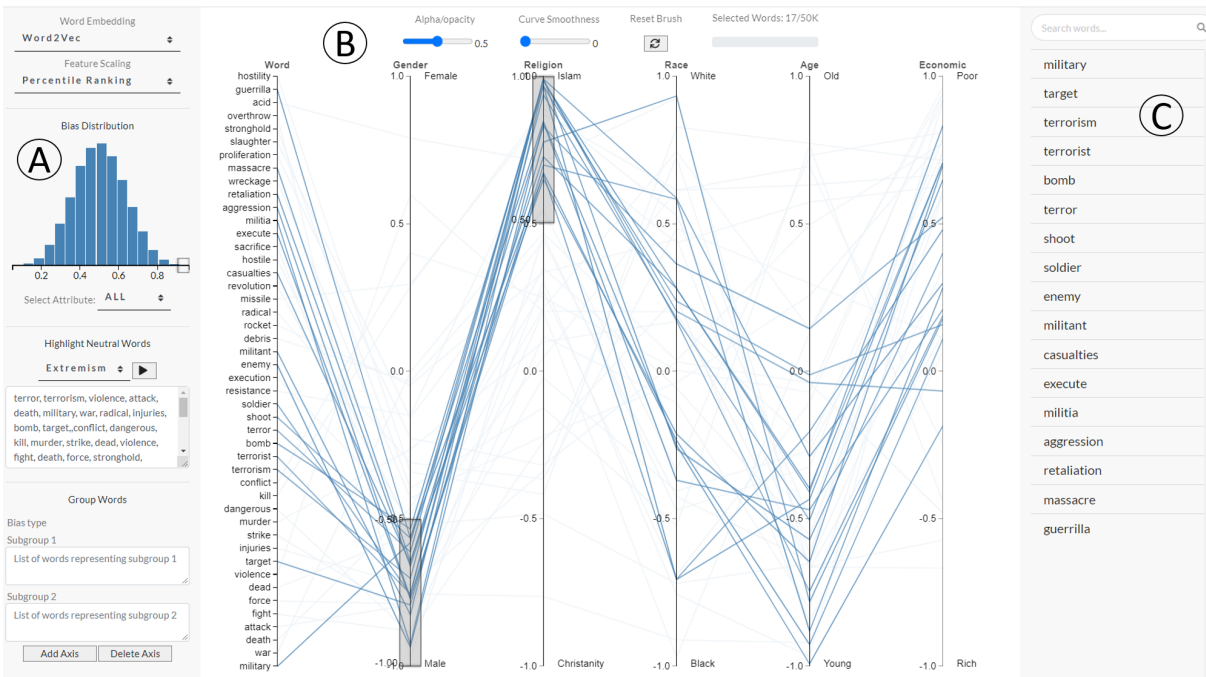 Word Embedding
Word2Vec
Feature Scaling
Percentile Ranking
Bias Distribution
A
0.2 0.4 0.6 0.8
Select Attribute: ALL
Highlight Neutral Words
Extremism
terror, terrorism, violence, attack,
death, military, war, radical, injuries,
bomb, target,,conflict, dangerous,
kill, murder, strike, dead, violence,
fight, death, force, stronghold,
Group Words
Bias type
Subgroup 1
List of words representing subgroup 1
Subgroup 2
List of words representing subgroup 2
Add Axis Delete Axis
B
Alpha/opacity
0.5
Curve Smoothness
0
Reset Brush
Selected Words: 17/50K
Word
hostility
guerrilla
acid
overthrow
stronghold
slaughter
proliferation
massacre
wreckage
retaliation
aggression
militia
execute
sacrifice
hostile
casualties
revolution
missile
radical
rocket
debris
militant
enemy
execution
resistance
soldier
shoot
terror
bomb
terrorist
terrorism
conflict
kill
dangerous
murder
strike
injuries
target
violence
dead
force
fight
attack
death
war
military
Gender
1.0 Female
0.5
0.0
-0.50
-0.5
-1.00
-1.0 Male
Religion
1.00
1.0 Islam
0.50
0.5
0.0
-0.5
-1.0 Christanity
Race
1.0 White
0.5
0.0
-0.5
-1.0 Black
Age
1.0 Old
0.5
0.0
-0.5
-1.0 Young
Economic
1.0 Poor
0.5
0.0
-0.5
-1.0 Rich
Search words...
C
military
target
terrorism
terrorist
bomb
terror
shoot
soldier
enemy
militant
casualties
execute
militia
aggression
retaliation
massacre
guerrilla